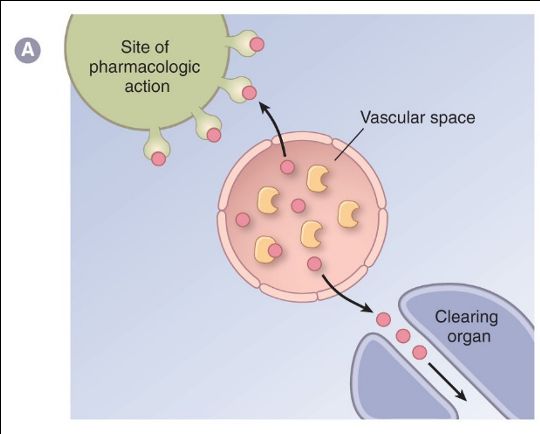 A
Site of
pharmacologic
action
Vascular space
Clearing
organ